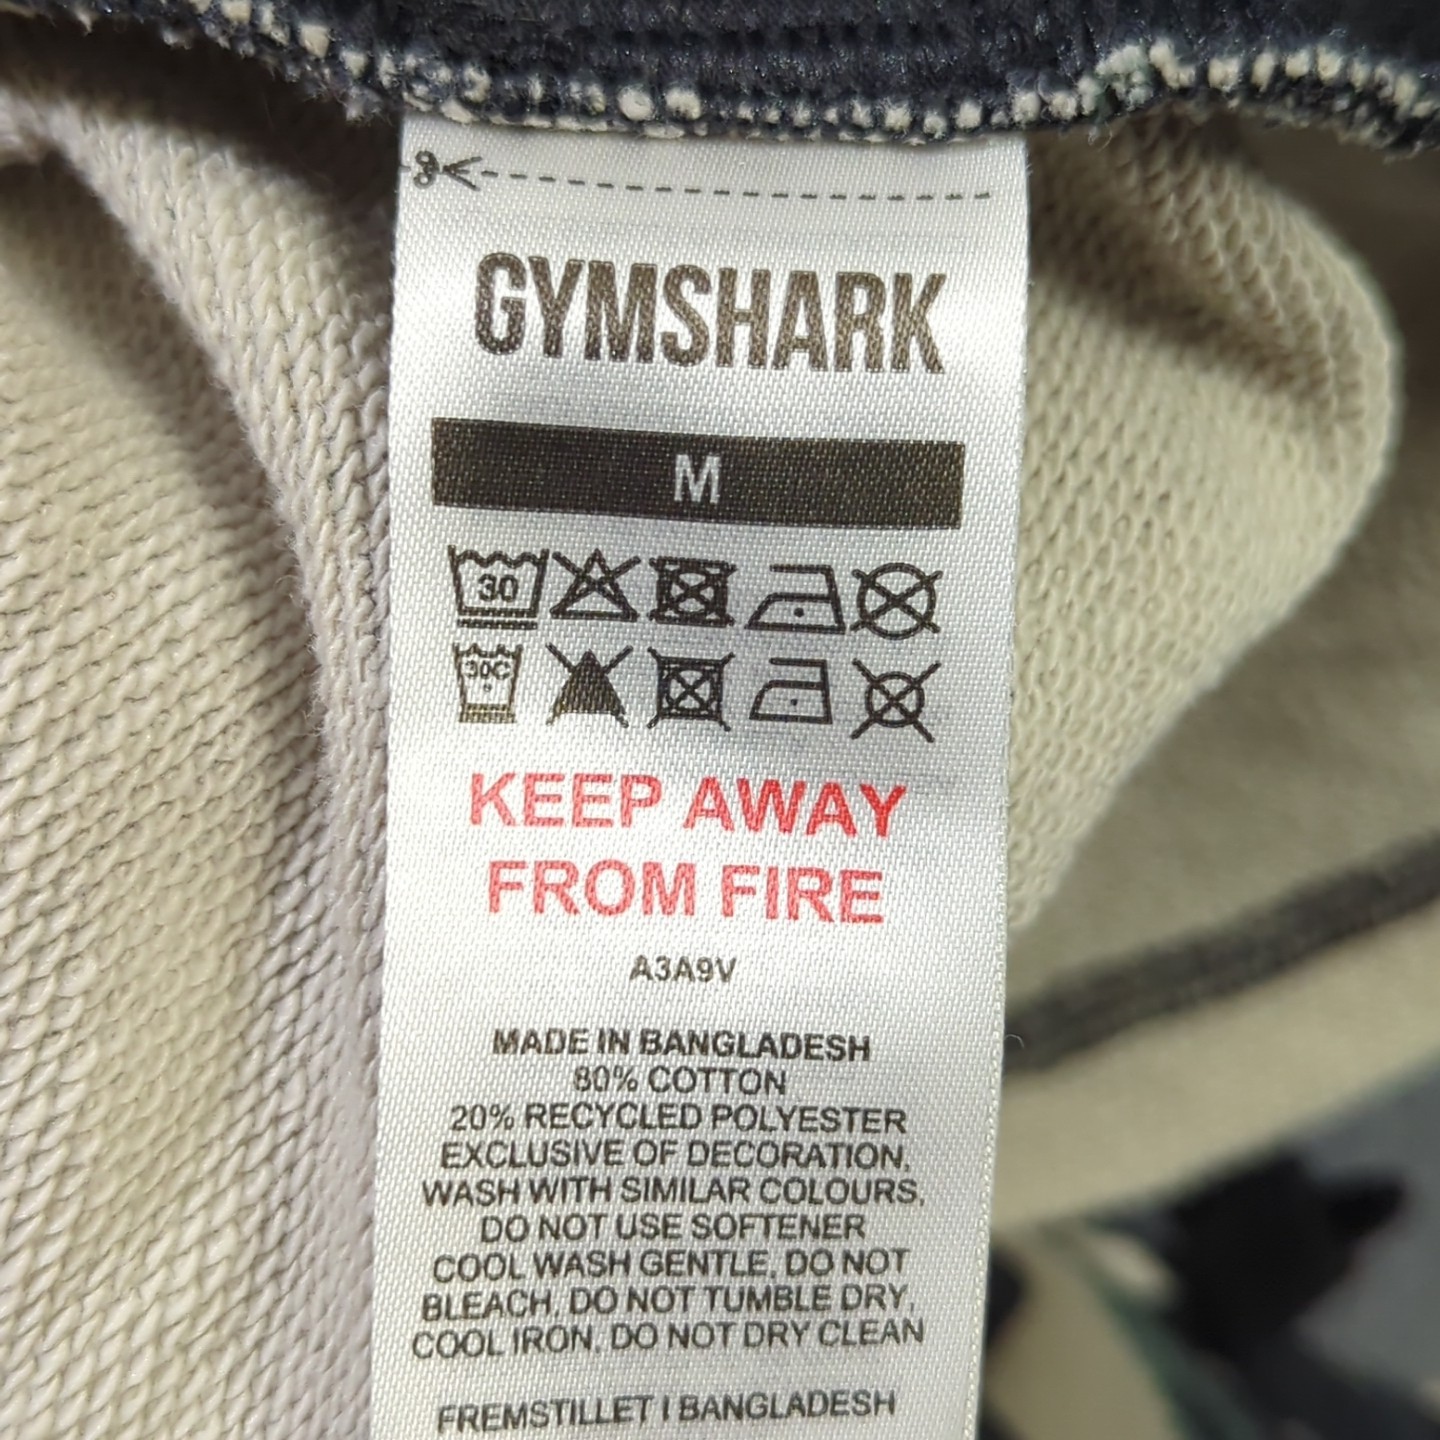 GYMSHARK
M
30
30C
KEEP AWAY
FROM FIRE
A3A9V
MADE IN BANGLADESH
80% COTTON
20% RECYCLED POLYESTER
EXCLUSIVE OF DECORATION,
WASH WITH SIMILAR COLOURS,
DO NOT USE SOFTENER
COOL WASH GENTLE, DO NOT
BLEACH, DO NOT TUMBLE DRY,
COOL IRON, DO NOT DRY CLEAN
FREMSTILLET I BANGLADESH